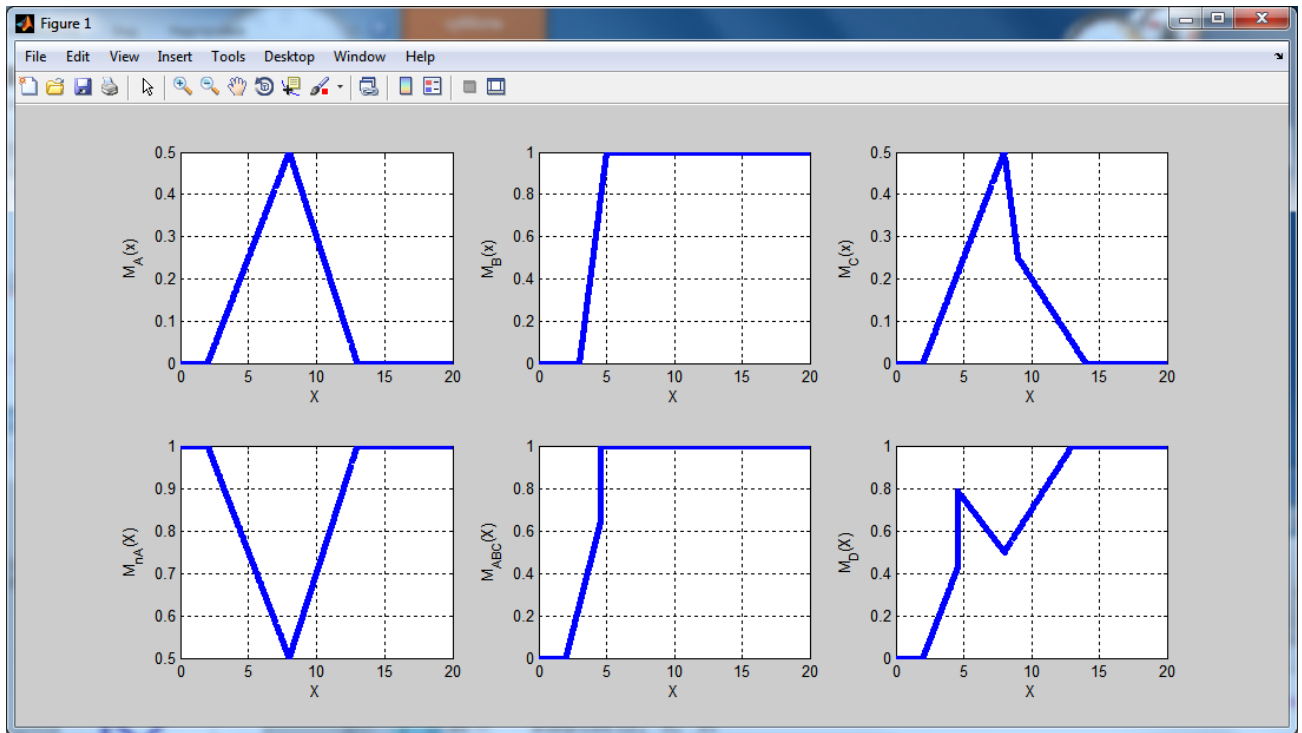 Figure 1
File Edit View Insert Tools Desktop Window Help
0.5
0.4
0.3
0.2
0.1
0
M_A(x)
0 5 10 15 20
X
1
0.8
0.6
0.4
0.2
0
M_B(x)
0 5 10 15 20
X
0.5
0.4
0.3
0.2
0.1
0
M_C(x)
0 5 10 15 20
X
1
0.9
0.8
0.7
0.6
0.5
M_nA(X)
0 5 10 15 20
X
1
0.8
0.6
0.4
0.2
0
M_ABC(X)
0 5 10 15 20
X
1
0.8
0.6
0.4
0.2
0
M_D(X)
0 5 10 15 20
X